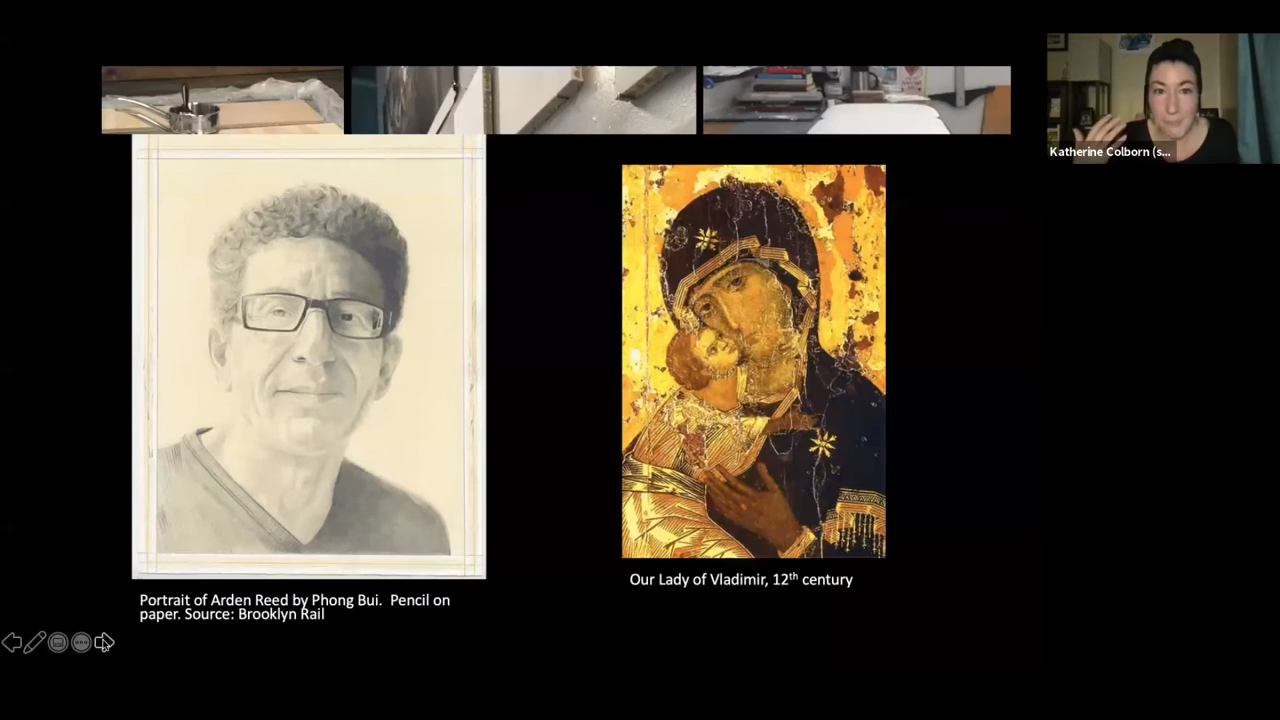 Katherine Colborn (s...
Our Lady of Vladimir, 12th century
Portrait of Arden Reed by Phong Bui. Pencil on
paper. Source: Brooklyn Rail